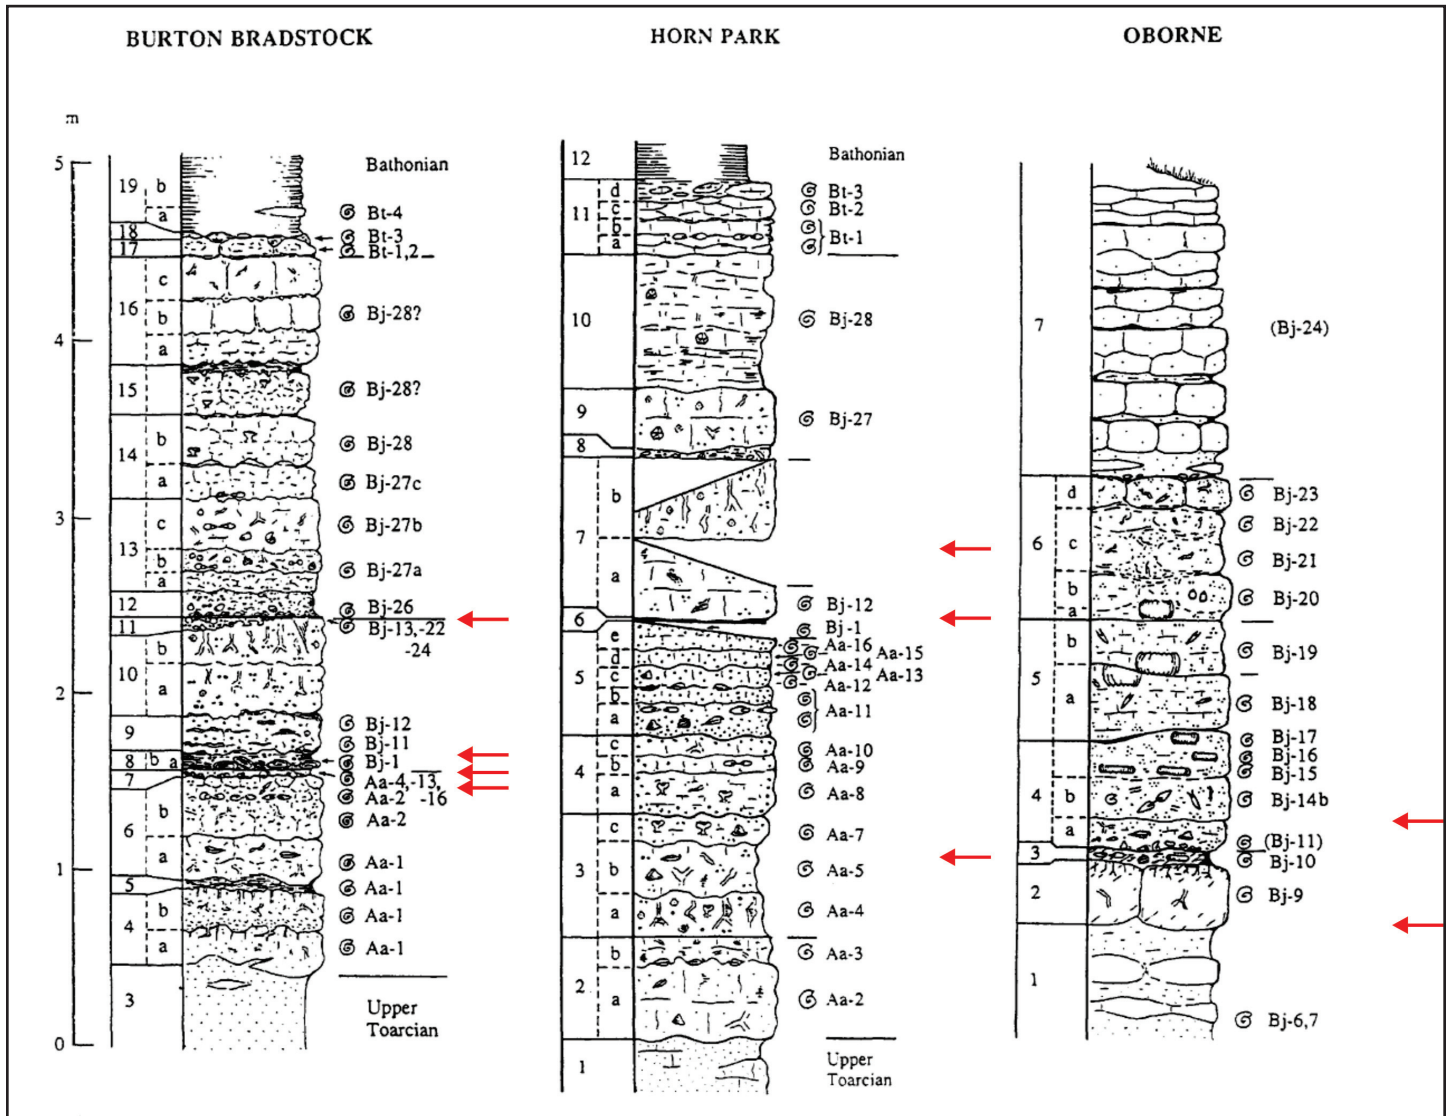 BURTON BRADSTOCK
HORN PARK
OBORNE
m
5
4
3
2
1
0
19
b
a
18
17
16
c
b
a
15
14
b
a
13
c
b
a
12
11
10
b
a
9
8
b
a
7
6
b
a
5
4
b
a
3
Bathonian
Bt-4
Bt-3
Bt-1,2
Bj-28?
Bj-28?
Bj-28
Bj-27c
Bj-27b
Bj-27a
Bj-26
Bj-13,-22
-24
Bj-12
Bj-11
Bj-1
Aa-4,-13,
Aa-2 -16
Aa-2
Aa-1
Aa-1
Aa-1
Aa-1
Upper
Toarcian
12
11
d
c
b
a
10
9
8
7
b
a
6
5
e
d
c
b
a
4
c
b
a
3
c
b
a
2
b
a
1
Bathonian
Bt-3
Bt-2
Bt-1
Bj-28
Bj-27
Bj-12
Bj-1
Aa-16
Aa-15
Aa-14
Aa-13
Aa-12
Aa-11
Aa-10
Aa-9
Aa-8
Aa-7
Aa-5
Aa-4
Aa-3
Aa-2
Upper
Toarcian
7
6
d
c
b
a
5
b
a
4
b
a
3
2
1
(Bj-24)
Bj-23
Bj-22
Bj-21
Bj-20
Bj-19
Bj-18
Bj-17
Bj-16
Bj-15
Bj-14b
(Bj-11)
Bj-10
Bj-9
Bj-6,7